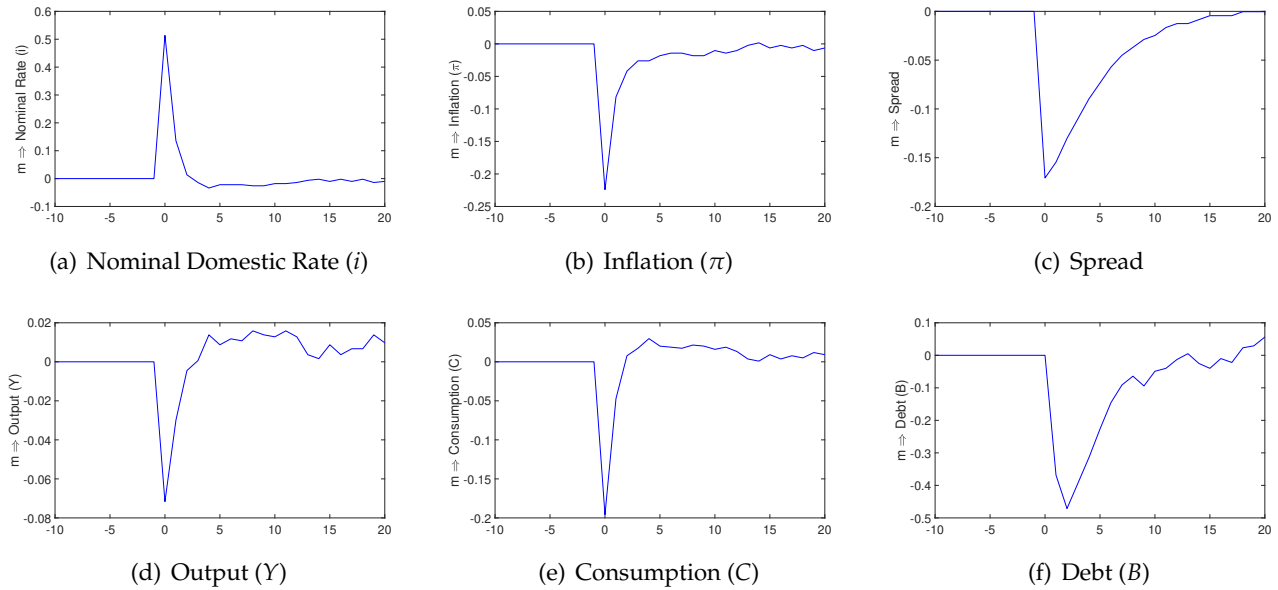 0.6
0.5
0.4
0.3
0.2
0.1
0
-0.1
-10 -5 0 5 10 15 20
m ⇒ Nominal Rate (i)
(a) Nominal Domestic Rate (i)
0.05
0
-0.05
-0.1
-0.15
-0.2
0.25
-10 -5 0 5 10 15 20
m ⇒ Inflation (π)
(b) Inflation (π)
0
-0.05
-0.1
-0.15
-0.2
-10 -5 0 5 10 15 20
m ⇒ Spread
(c) Spread
0.02
0
-0.02
-0.04
-0.06
-0.08
-10 -5 0 5 10 15 20
m ⇒ Output (Y)
(d) Output (Y)
0.05
0
-0.05
-0.1
-0.15
-0.2
-10 -5 0 5 10 15 20
m ⇒ Consumption (C)
(e) Consumption (C)
0.1
0
-0.1
-0.2
-0.3
-0.4
-0.5
-10 -5 0 5 10 15 20
m ⇒ Debt (B)
(f) Debt (B)